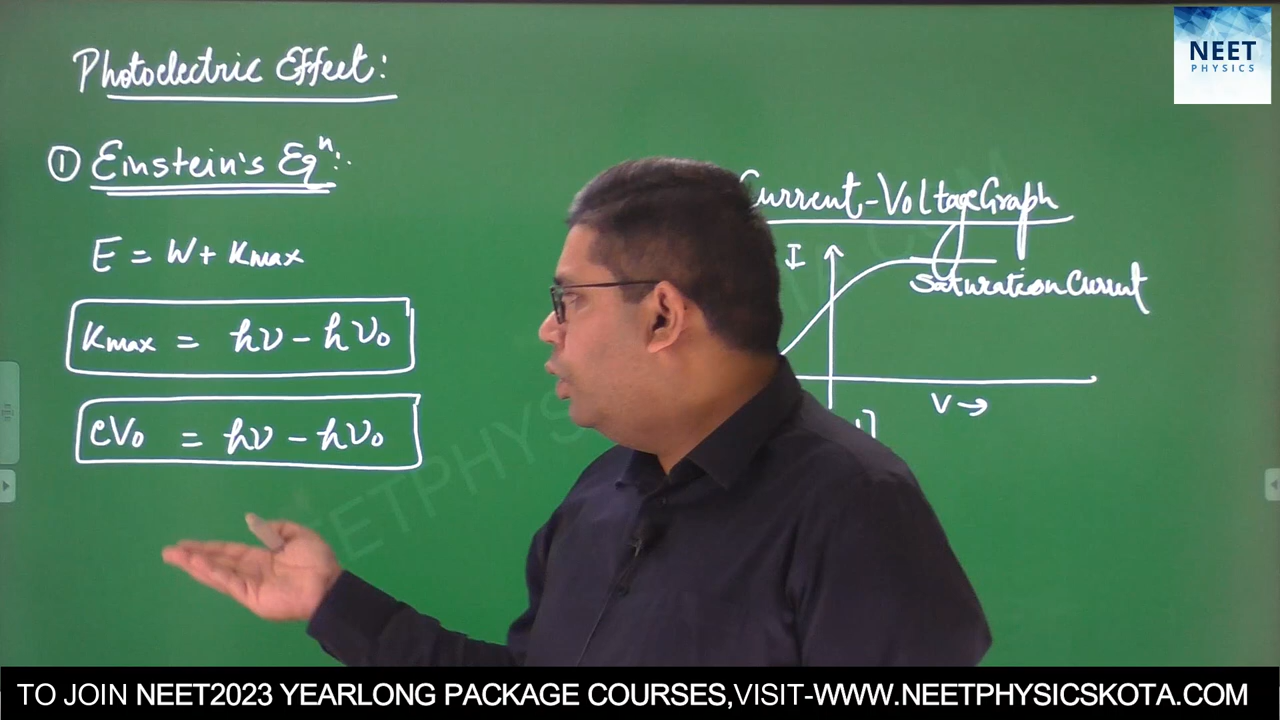 Photoelectric Effect:
① Einstein's Eqⁿ:
E = W + Kmax
Kmax = hν - hν₀
eV₀ = hν - hν₀
Current-Voltage Graph
I
Saturation Current
V →
NEET
PHYSICS
TO JOIN NEET2023 YEARLONG PACKAGE COURSES,VISIT-WWW.NEETPHYSICSKOTA.COM